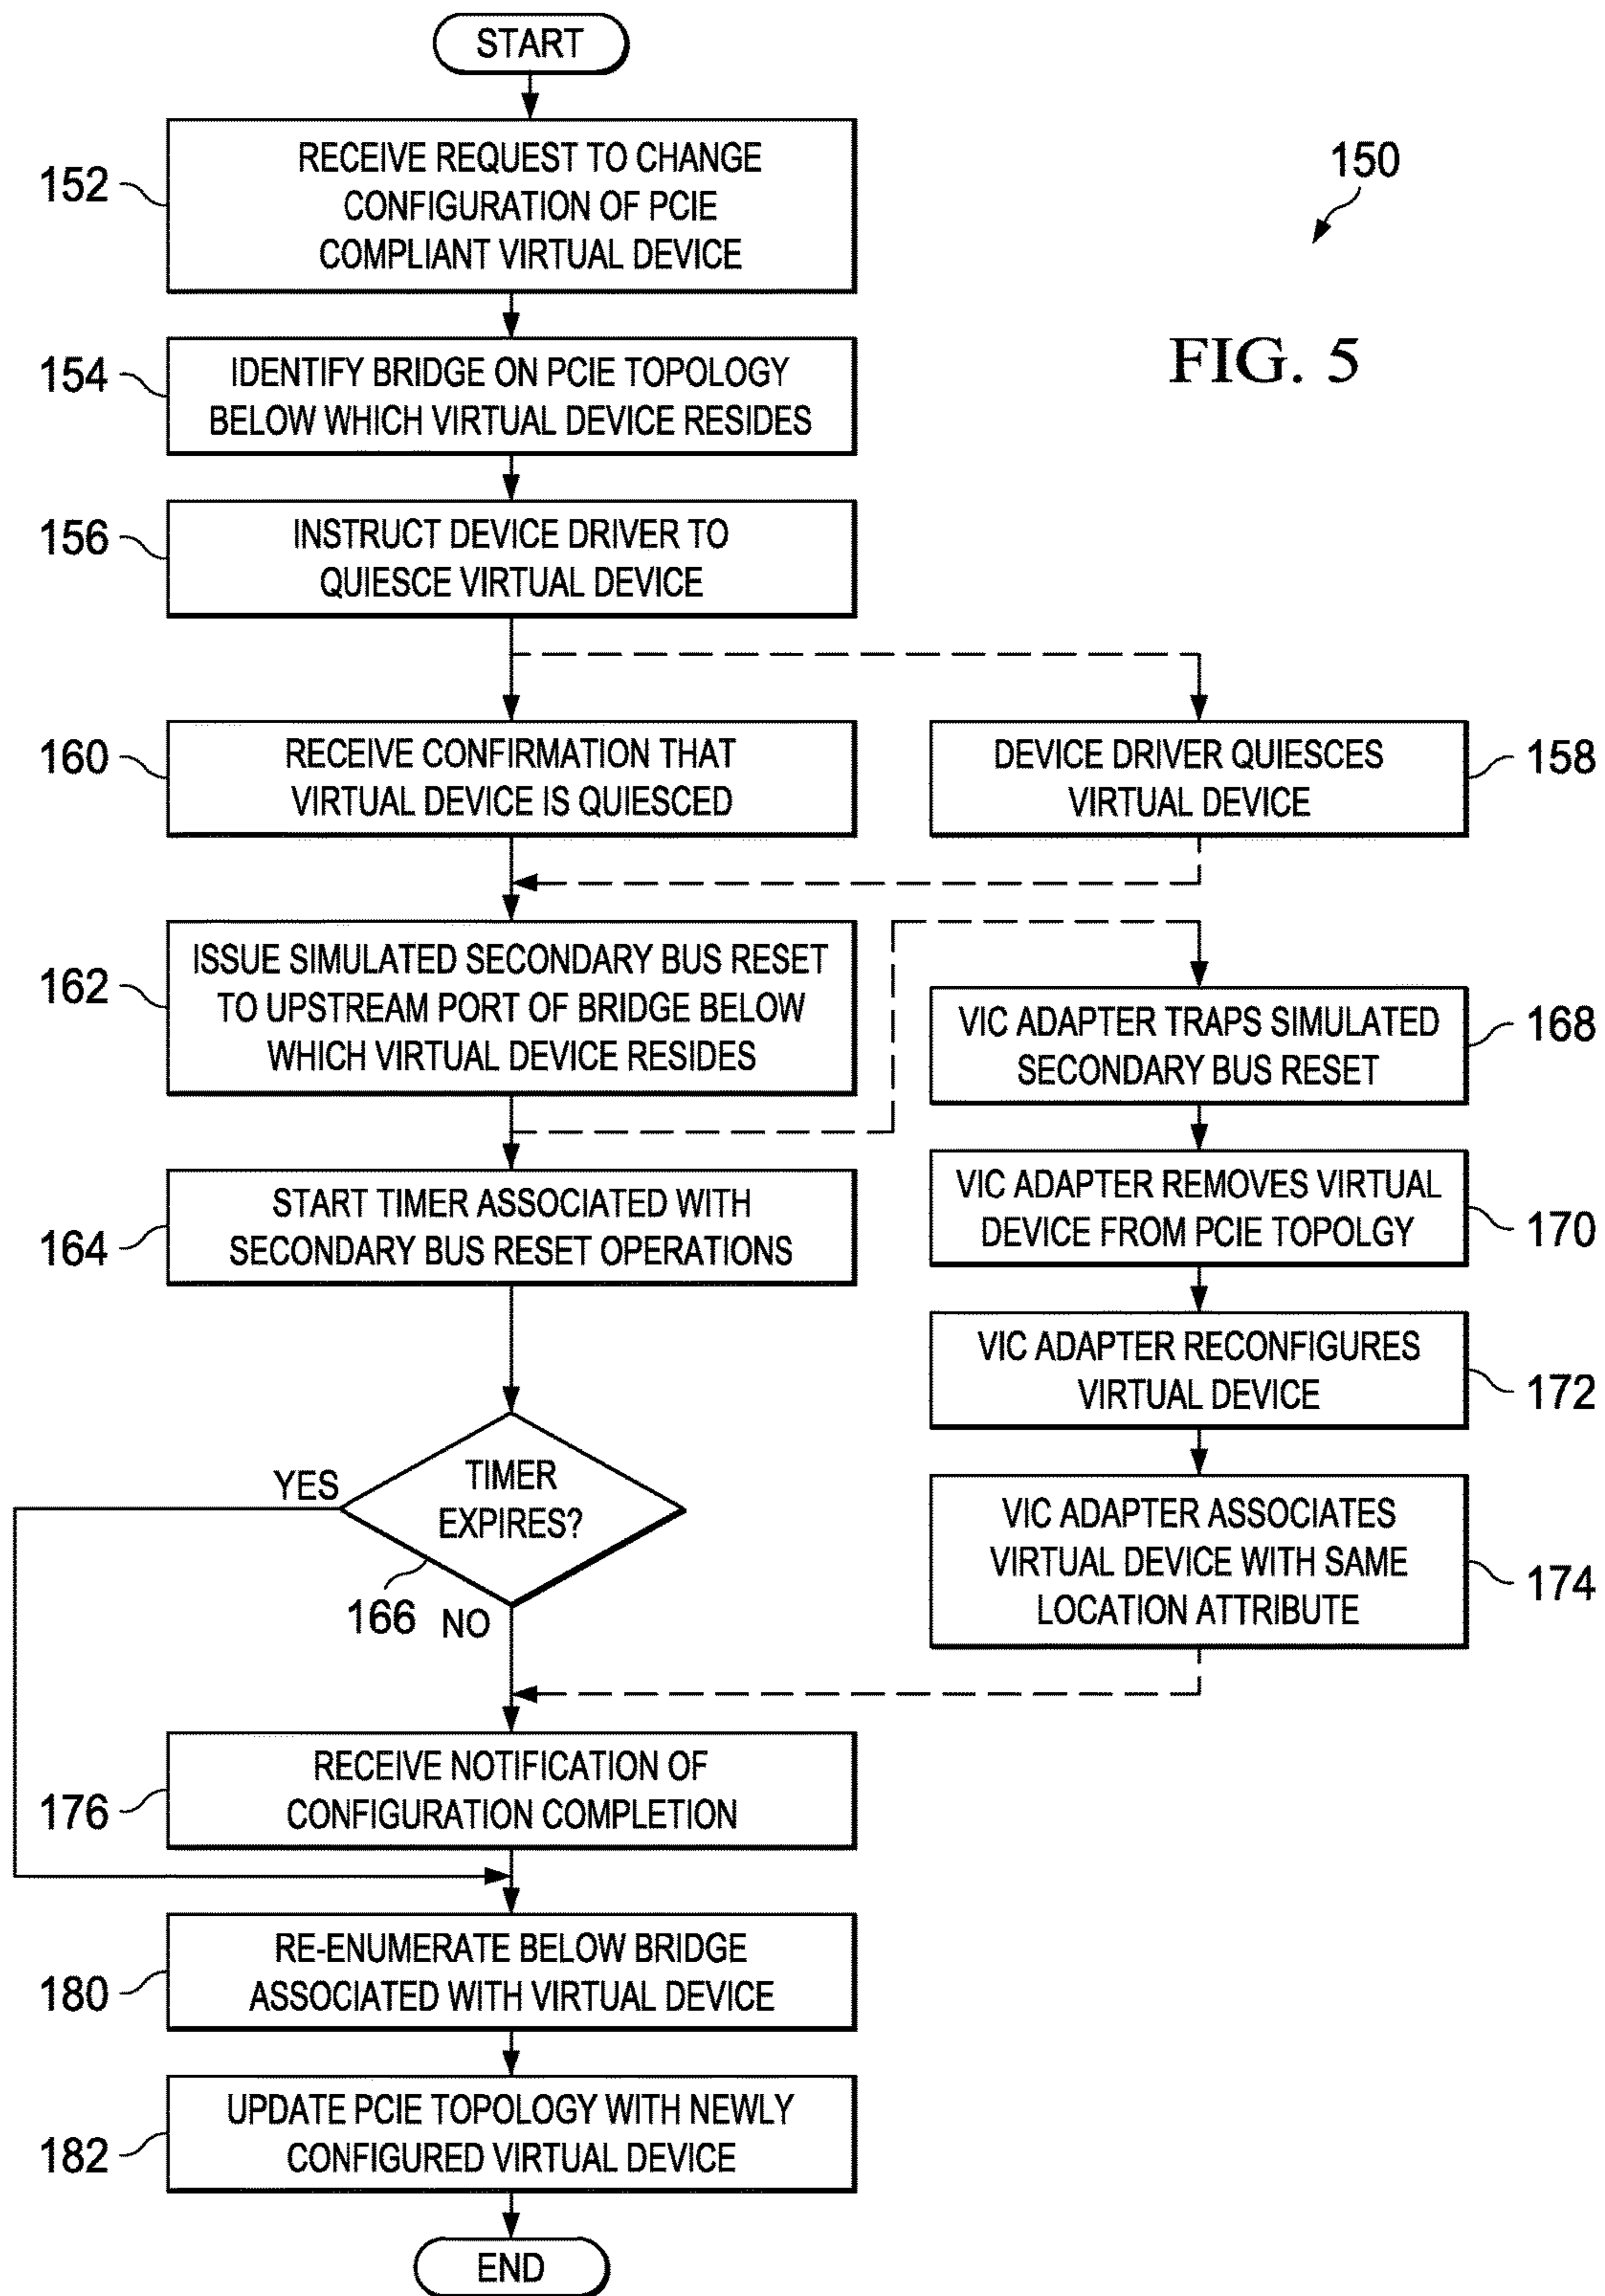 START
RECEIVE REQUEST TO CHANGE
CONFIGURATION OF PCIE
COMPLIANT VIRTUAL DEVICE
152
150
FIG. 5
IDENTIFY BRIDGE ON PCIE TOPOLOGY
BELOW WHICH VIRTUAL DEVICE RESIDES
154
INSTRUCT DEVICE DRIVER TO
QUIESCE VIRTUAL DEVICE
156
RECEIVE CONFIRMATION THAT
VIRTUAL DEVICE IS QUIESCED
160
DEVICE DRIVER QUIESCES
VIRTUAL DEVICE
158
ISSUE SIMULATED SECONDARY BUS RESET
TO UPSTREAM PORT OF BRIDGE BELOW
WHICH VIRTUAL DEVICE RESIDES
162
VIC ADAPTER TRAPS SIMULATED
SECONDARY BUS RESET
168
START TIMER ASSOCIATED WITH
SECONDARY BUS RESET OPERATIONS
164
VIC ADAPTER REMOVES VIRTUAL
DEVICE FROM PCIE TOPOLGY
170
VIC ADAPTER RECONFIGURES
VIRTUAL DEVICE
172
TIMER
EXPIRES?
YES
166
NO
VIC ADAPTER ASSOCIATES
VIRTUAL DEVICE WITH SAME
LOCATION ATTRIBUTE
174
RECEIVE NOTIFICATION OF
CONFIGURATION COMPLETION
176
RE-ENUMERATE BELOW BRIDGE
ASSOCIATED WITH VIRTUAL DEVICE
180
UPDATE PCIE TOPOLOGY WITH NEWLY
CONFIGURED VIRTUAL DEVICE
182
END